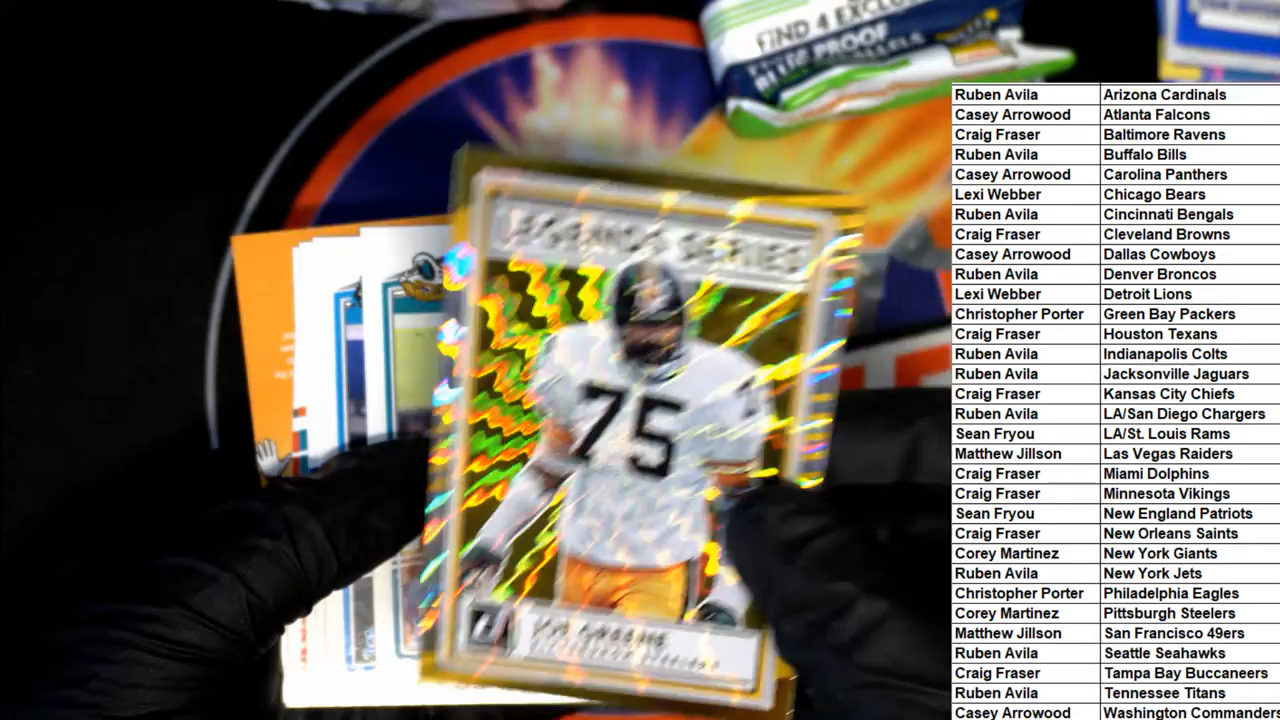 FIND 4 EXCLU
PROOF
LEGENDS SERIES
75
JOE GREENE
Ruben Avila Arizona Cardinals
Casey Arrowood Atlanta Falcons
Craig Fraser Baltimore Ravens
Ruben Avila Buffalo Bills
Casey Arrowood Carolina Panthers
Lexi Webber Chicago Bears
Ruben Avila Cincinnati Bengals
Craig Fraser Cleveland Browns
Casey Arrowood Dallas Cowboys
Ruben Avila Denver Broncos
Lexi Webber Detroit Lions
Christopher Porter Green Bay Packers
Craig Fraser Houston Texans
Ruben Avila Indianapolis Colts
Ruben Avila Jacksonville Jaguars
Craig Fraser Kansas City Chiefs
Ruben Avila LA/San Diego Chargers
Sean Fryou LA/St. Louis Rams
Matthew Jillson Las Vegas Raiders
Craig Fraser Miami Dolphins
Craig Fraser Minnesota Vikings
Sean Fryou New England Patriots
Craig Fraser New Orleans Saints
Corey Martinez New York Giants
Ruben Avila New York Jets
Christopher Porter Philadelphia Eagles
Corey Martinez Pittsburgh Steelers
Matthew Jillson San Francisco 49ers
Ruben Avila Seattle Seahawks
Craig Fraser Tampa Bay Buccaneers
Ruben Avila Tennessee Titans
Casey Arrowood Washington Commanders